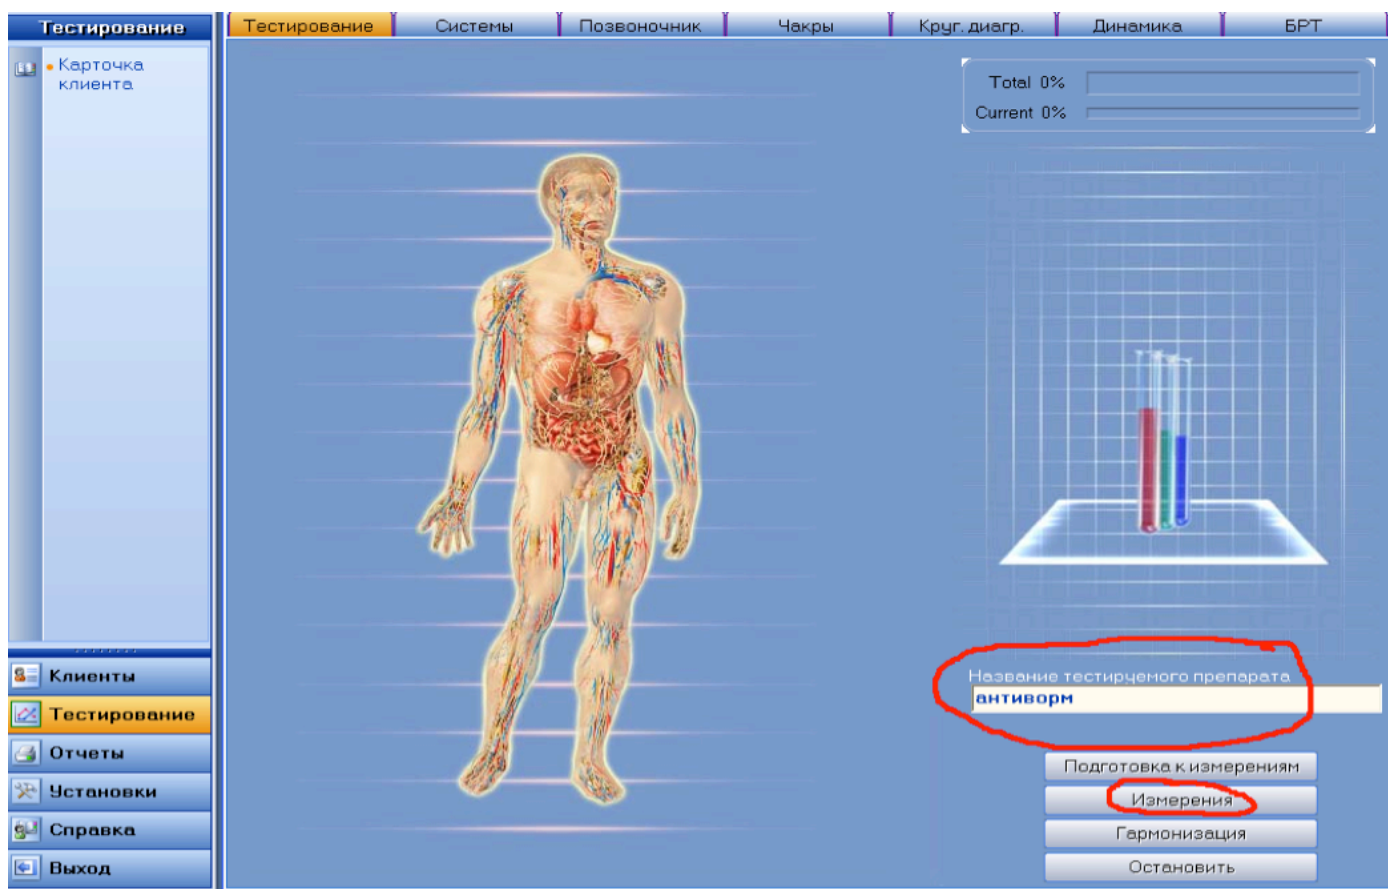 Тестирование
Карточка
клиента
Клиенты
Тестирование
Отчеты
Установки
Справка
Выход
Тестирование
Системы
Позвоночник
Чакры
Круг. диагр.
Динамика
БРТ
Total 0%
Current 0%
Название тестируемого препарата
антиворм
Подготовка к измерениям
Измерения
Гармонизация
Остановить